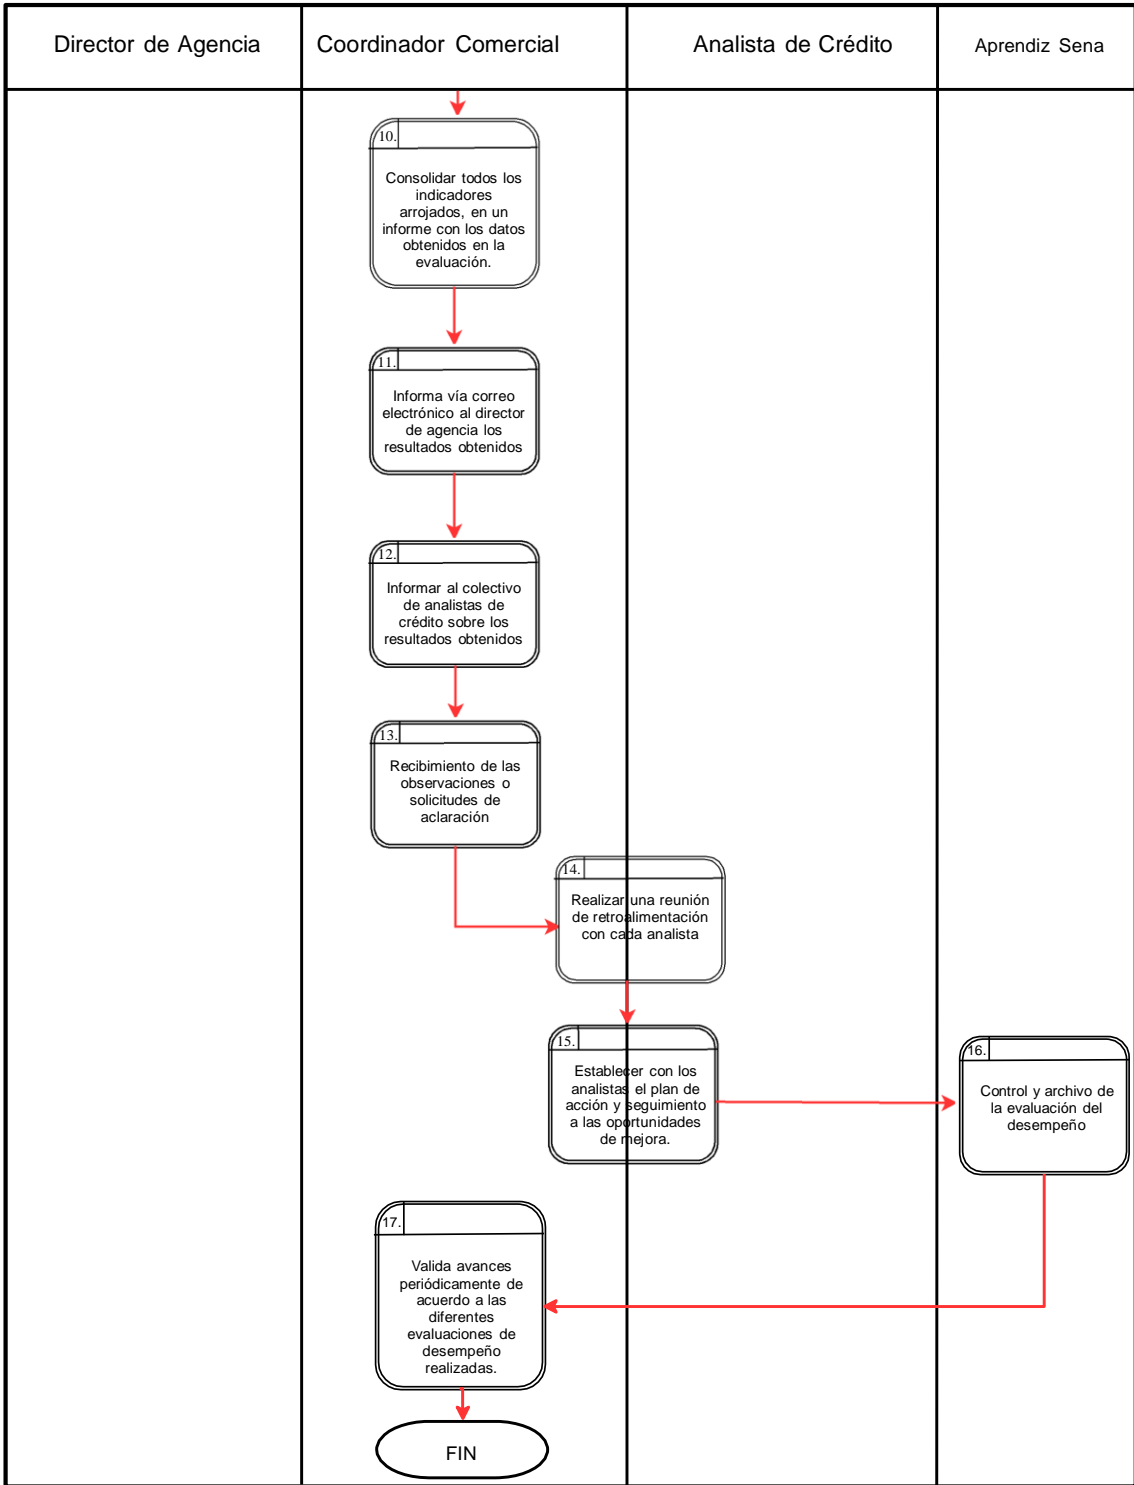 Director de Agencia
Coordinador Comercial
Analista de Crédito
Aprendiz Sena
10.
Consolidar todos los
indicadores
arrojados, en un
informe con los datos
obtenidos en la
evaluación.
11.
Informa vía correo
electrónico al director
de agencia los
resultados obtenidos
12.
Informar al colectivo
de analistas de
crédito sobre los
resultados obtenidos
13.
Recibimiento de las
observaciones o
solicitudes de
aclaración
14.
Realizar una reunión
de retroalimentación
con cada analista
15.
Establecer con los
analistas el plan de
acción y seguimiento
a las oportunidades
de mejora.
16.
Control y archivo de
la evaluación del
desempeño
17.
Valida avances
periódicamente de
acuerdo a las
diferentes
evaluaciones de
desempeño
realizadas.
FIN